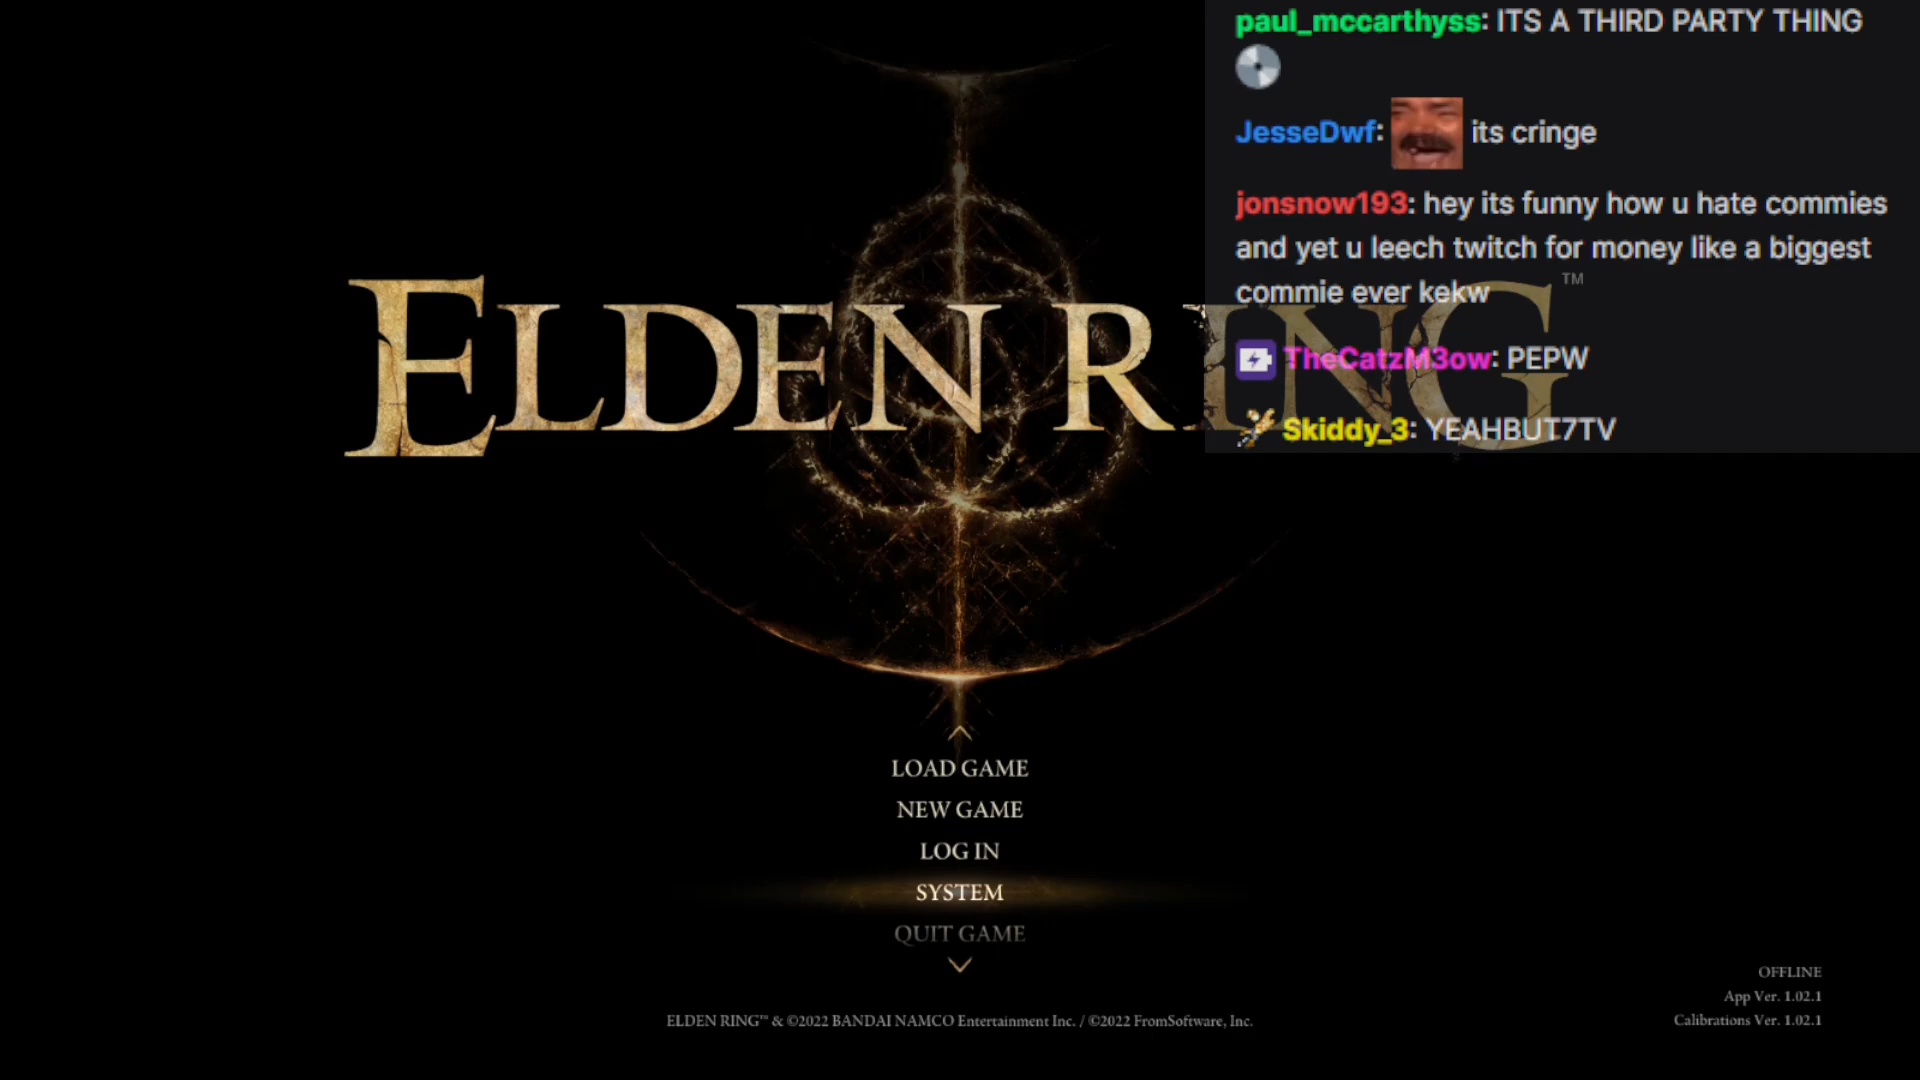 paul_mccarthyss: ITS A THIRD PARTY THING
JesseDwf: its cringe
jonsnow193: hey its funny how u hate commies
and yet u leech twitch for money like a biggest
commie ever kekw
TheCatzM3ow: PEPW
Skiddy_3: YEAHBUT7TV
ELDEN RING™
LOAD GAME
NEW GAME
LOG IN
SYSTEM
QUIT GAME
OFFLINE
App Ver. 1.02.1
Calibrations Ver. 1.02.1
ELDEN RING™ & ©2022 BANDAI NAMCO Entertainment Inc. / ©2022 FromSoftware, Inc.